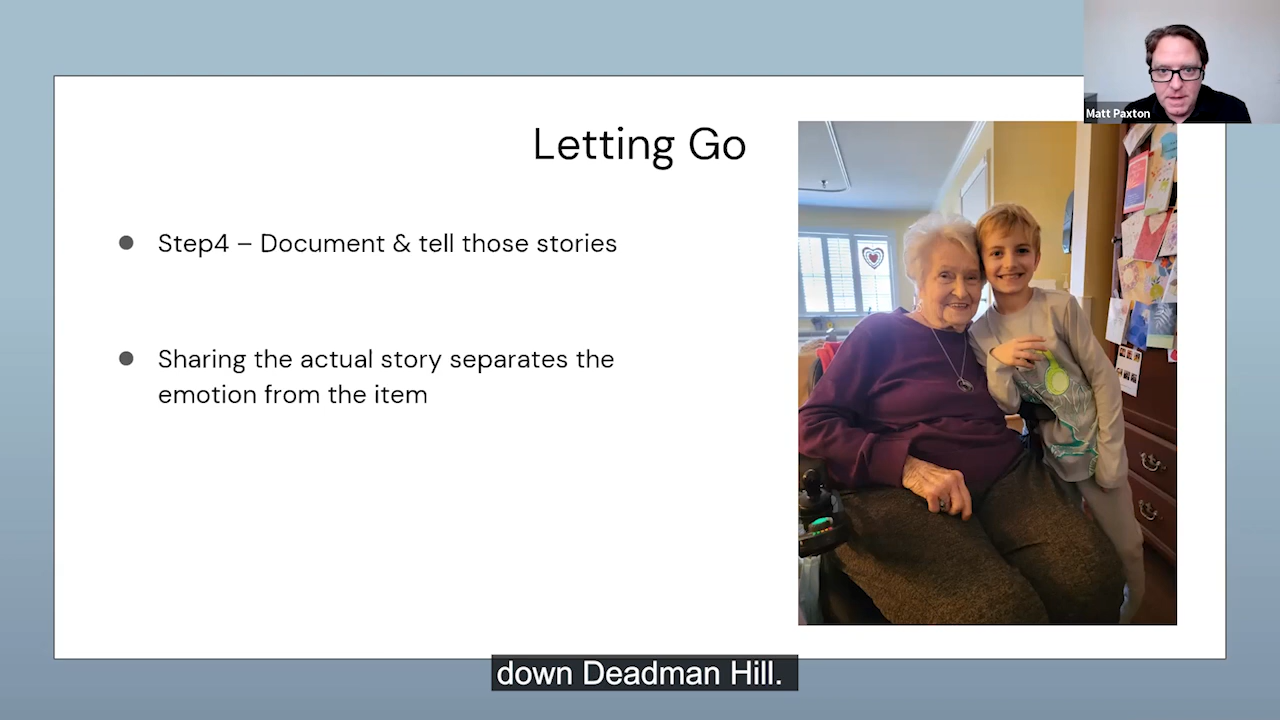 Matt Paxton
Letting Go
Step4 – Document & tell those stories
Sharing the actual story separates the
emotion from the item
down Deadman Hill.